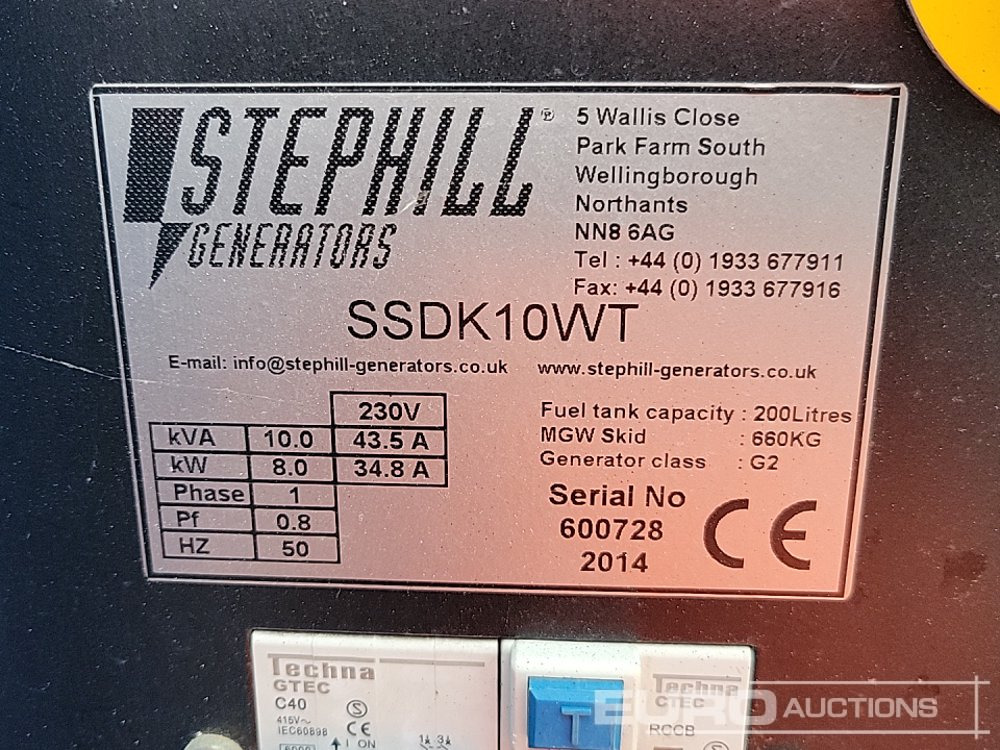 STEPHILL ®
GENERATORS
5 Wallis Close
Park Farm South
Wellingborough
Northants
NN8 6AG
Tel : +44 (0) 1933 677911
Fax: +44 (0) 1933 677916
SSDK10WT
E-mail: info@stephill-generators.co.uk www.stephill-generators.co.uk
230V
kVA 10.0 43.5 A
kW 8.0 34.8 A
Phase 1
Pf 0.8
HZ 50
Fuel tank capacity : 200Litres
MGW Skid : 660KG
Generator class : G2
Serial No
600728
2014
CE
Techna
GTEC
C40
S
415V~
CE
IEC60898
6000
I ON
T
Techna
GTEC
RCCB
S
EURO AUCTIONS